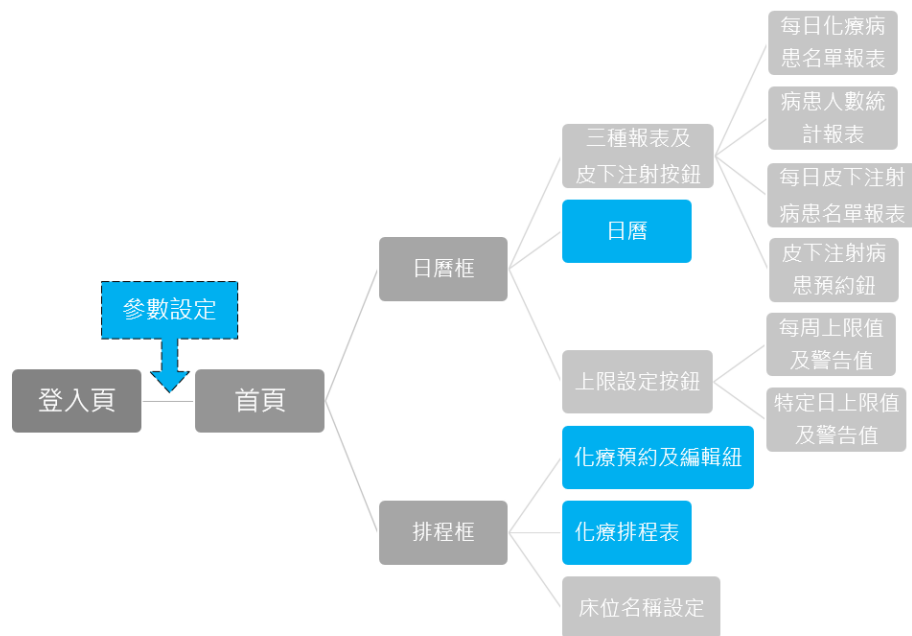 每日化療病
患名單報表
病患人數統
計報表
三種報表及
皮下注射按鈕
每日皮下注射
病患名單報表
日曆
皮下注射病
患預約鈕
日曆框
參數設定
每周上限值
及警告值
上限設定按鈕
登入頁
首頁
特定日上限值
及警告值
化療預約及編輯紐
排程框
化療排程表
床位名稱設定